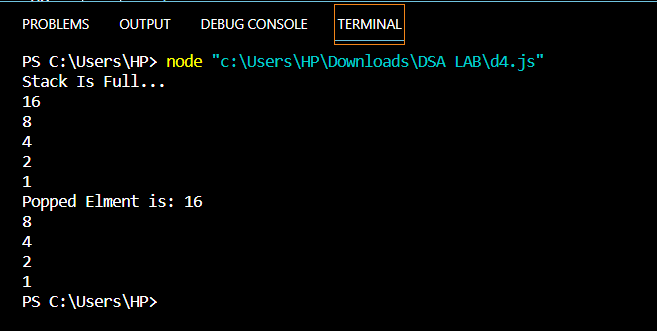 PROBLEMS OUTPUT DEBUG CONSOLE TERMINAL
PS C:\Users\HP> node "c:\Users\HP\Downloads\DSA LAB\d4.js"
Stack Is Full...
16
8
4
2
1
Popped Elment is: 16
8
4
2
1
PS C:\Users\HP>